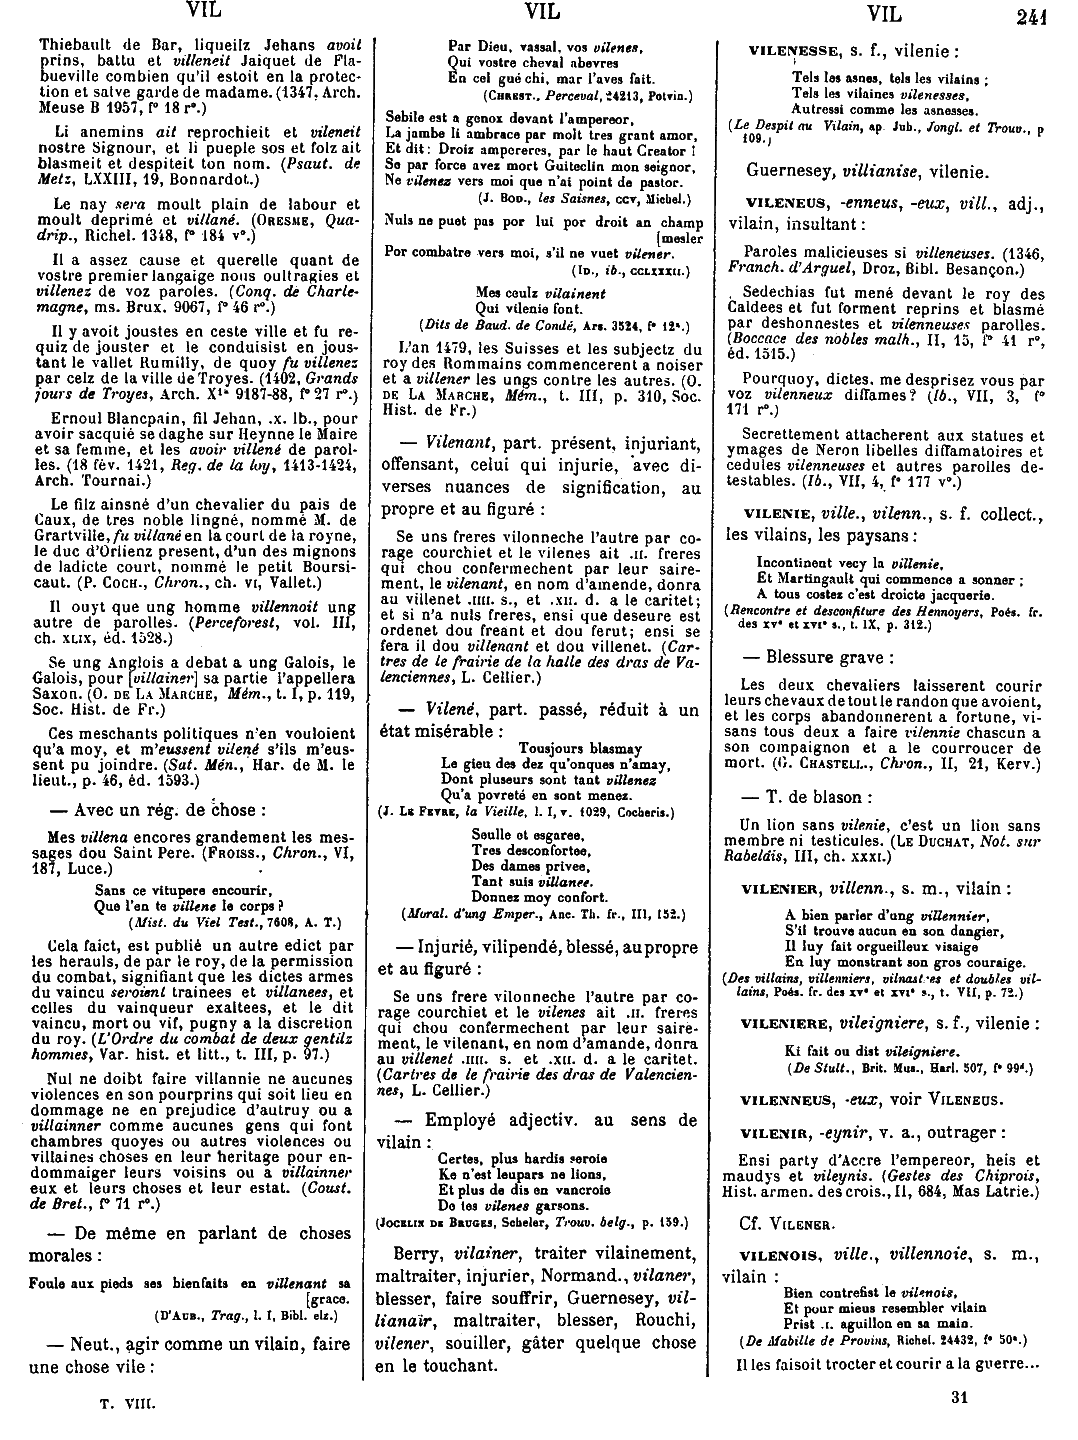 VIL
VIL
VIL
241
Thiebault de Bar, liqueilz Jehans avoit
prins, battu et villeneit Jaiquet de Fla-
bueville combien qu'il estoit en la protec-
tion et salve garde de madame. (1347, Arch.
Meuse B 1957, f° 18 r°.)
Li anemins ait reprochieit et vileneit
nostre Signour, et li pueple sos et folz ait
blasmeit et despiteit ton nom. (Psaut. de
Metz, LXXIII, 19, Bonnardot.)
Le nay sera moult plain de labour et
moult deprimé et villané. (ORESME, Qua-
drip., Richel. 1348, f° 184 v°.)
Il a assez cause et querelle quant de
vostre premier langaige nous oultragies et
villenez de voz paroles. (Conq. de Charle-
magne, ms. Brux. 9067, f° 46 r°.)
Il y avoit joustes en ceste ville et fu re-
quiz de jouster et le conduisist en jous-
tant le vallet Rumilly, de quoy fu villenez
par celz de la ville de Troyes. (1402, Grands
jours de Troyes, Arch. X1a 9187-88, f° 27 r°.)
Ernoul Blancpain, fil Jehan, .x. lb., pour
avoir sacquié se daghe sur Heynne le Maire
et sa femme, et les avoir villené de parol-
les. (18 fév. 1421, Reg. de la loy, 1413-1424,
Arch. Tournai.)
Le filz ainsné d'un chevalier du pais de
Caux, de tres noble lingné, nommé M. de
Grartville, fu villané en la court de la royne,
le duc d'Orlienz present, d'un des mignons
de ladicte court, nommé le petit Boursi-
caut. (P. COCH., Chron., ch. VI, Vallet.)
Il ouyt que ung homme villennoit ung
autre de parolles. (Perceforest, vol. III,
ch. XLIX, éd. 1528.)
Se ung Anglois a debat a ung Galois, le
Galois, pour [villainer] sa partie l'appellera
Saxon. (O. DE LA MARCHE, Mém., t. I, p. 119,
Soc. Hist. de Fr.)
Ces meschants politiques n'en vouloient
qu'a moy, et m'eussent vilené s'ils m'eus-
sent pu joindre. (Sat. Mén., Har. de M. le
lieut., p. 46, éd. 1593.)
— Avec un rég. de chose :
Mes villena encores grandement les mes-
sages dou Saint Pere. (FROISS., Chron., VI,
187, Luce.)
Sans ce vitupere encourir,
Que l'en te villene le corps ?
(Mist. du Viel Test., 7608, A. T.)
Cela faict, est publié un autre edict par
les herauls, de par le roy, de la permission
du combat, signifiant que les dictes armes
du vaincu seroient trainees et villanees, et
celles du vainqueur exaltees, et le dit
vaincu, mort ou vif, pugny a la discretion
du roy. (L'Ordre du combat de deux gentilz
hommes, Var. hist. et litt., t. III, p. 97.)
Nul ne doibt faire villannie ne aucunes
violences en son pourprins qui soit lieu en
dommage ne en prejudice d'autruy ou a
villainner comme aucunes gens qui font
chambres quoyes ou autres violences ou
villaines choses en leur heritage pour en-
dommaiger leurs voisins ou a villainner
eux et leurs choses et leur estat. (Coust.
de Bret., f° 71 r°.)
— De même en parlant de choses
morales :
Foule aux pieds ses bienfaits en villenant sa
[grace.
(D'AUB., Trag., l. I, Bibl. elz.)
— Neut., agir comme un vilain, faire
une chose vile :
T. VIII.
Par Dieu, vassal, vos vilenes,
Qui vostre cheval abevres
En cel gué chi, mar l'aves fait.
(CHREST., Perceval, 24213, Potvin.)
Sebile est a genox devant l'ampereor,
La jambe li ambrace par molt tres grant amor,
Et dit : Droiz ampereres, par le haut Creator !
Se par force avez mort Guiteclin mon seignor,
Ne vilenez vers moi que n'ai point de pastor.
(J. BOD., les Saisnes, CCV, Michel.)
Nuls ne puet pas por lui por droit an champ
[mesler
Por combatre vers moi, s'il ne vuet vilener.
(ID., ib., CCLXXXII.)
Mes ceulz vilainent
Qui vilenie font.
(Dits de Baud. de Condé, Ars. 3524, f° 12a.)
L'an 1479, les Suisses et les subjectz du
roy des Rommains commencerent a noiser
et a villener les ungs contre les autres. (O.
DE LA MARCHE, Mém., t. III, p. 310, Soc.
Hist. de Fr.)
— Vilenant, part. présent, injuriant,
offensant, celui qui injurie, avec di-
verses nuances de signification, au
propre et au figuré :
Se uns freres vilonneche l'autre par co-
rage courchiet et le vilenes ait .II. freres
qui chou confermechent par leur saire-
ment, le vilenant, en nom d'amende, donra
au villenet .IIII. s., et .XII. d. a le caritet ;
et si n'a nuls freres, ensi que deseure est
ordenet dou freant et dou ferut ; ensi se
fera il dou villenant et dou villenet. (Car-
tres de le frairie de la halle des dras de Va-
lenciennes, L. Cellier.)
— Vilené, part. passé, réduit à un
état misérable :
Tousjours blasmay
Le gieu des dez qu'onques n'amay,
Dont pluseurs sont tant villenez
Qu'a povreté en sont menez.
(J. LE FEVRE, la Vieille, l. I, v. 1029, Cocheris.)
Seulle et esgaree,
Tres desconfortee,
Des dames privee,
Tant suis villanee.
Donnez moy confort.
(Moral. d'ung Emper., Anc. Th. fr., III, 152.)
— Injurié, vilipendé, blessé, au propre
et au figuré :
Se uns frere vilonneche l'autre par co-
rage courchiet et le vilenes ait .II. freres
qui chou confermechent par leur saire-
ment, le vilenant, en nom d'amande, donra
au villenet .IIII. s. et .XII. d. a le caritet.
(Cartres de le frairie des dras de Valencien-
nes, L. Cellier.)
— Employé adjectiv. au sens de
vilain :
Certes, plus hardis seroie
Ke n'est leupars ne lions,
Et plus de dis en vancroie
De tes vilenes garsons.
(JOCELIN DE BRUGES, Scheler, Trouv. belg., p. 159.)
Berry, vilainer, traiter vilainement,
maltraiter, injurier, Normand., vilaner,
blesser, faire souffrir, Guernesey, vil-
lianair, maltraiter, blesser, Rouchi,
vilener, souiller, gâter quelque chose
en le touchant.
VILENESSE, s. f., vilenie :
Tels les asnes, tels les vilains ;
Tels les vilaines vilenesses,
Autressi comme les asnesses.
(Le Despit au Vilain, ap. Jub., Jongl. et Trouv., p
109.)
Guernesey, villianise, vilenie.
VILENEUS, -enneus, -eux, vill., adj.,
vilain, insultant :
Paroles malicieuses si villeneuses. (1346,
Franch. d'Arguel, Droz, Bibl. Besançon.)
Sedechias fut mené devant le roy des
Caldees et fut forment reprins et blasmé
par deshonnestes et vilenneuses parolles.
(Boccace des nobles malh., II, 15, f° 41 r°,
éd. 1515.)
Pourquoy, dictes, me desprisez vous par
voz vilenneux diffames ? (Ib., VII, 3, f°
171 r°.)
Secrettement attacherent aux statues et
ymages de Neron libelles diffamatoires et
cedules vilenneuses et autres parolles de-
testables. (Ib., VII, 4, f° 177 v°.)
VILENIE, ville., vilenn., s. f. collect.,
les vilains, les paysans :
Incontinent vecy la villenie,
Et Martingault qui commence a sonner ;
A tous costez c'est droicte jacquerie.
(Rencontre et desconfiture des Hennoyers, Poés. fr.
des XVe et XVIe s., t. IX, p. 312.)
— Blessure grave :
Les deux chevaliers laisserent courir
leurs chevaux de tout le randon que avoient,
et les corps abandonnerent a fortune, vi-
sans tous deux a faire vilennie chascun a
son compaignon et a le courroucer de
mort. (G. CHASTELL., Chron., II, 21, Kerv.)
— T. de blason :
Un lion sans vilenie, c'est un lion sans
membre ni testicules. (LE DUCHAT, Not. sur
Rabelais, III, ch. XXXI.)
VILENIER, villenn., s. m., vilain :
A bien parler d'ung villennier,
S'il trouve aucun en son dangier,
Il luy fait orgueilleux visaige
En luy monstrant son gros couraige.
(Des villains, villenniers, vilnastres et doubles vil-
lains, Poés. fr. des XVe et XVIe s., t. VII, p. 72.)
VILENIERE, vileigniere, s. f., vilenie :
Ki fait ou dist vileigniere.
(De Stult., Brit. Mus., Harl. 507, f° 99d.)
VILENNEUS, -eux, voir VILENEUS.
VILENIR, -eynir, v. a., outrager :
Ensi party d'Accre l'empereor, heis et
maudys et vileynis. (Gestes des Chiprois,
Hist. armen. des crois., II, 684, Mas Latrie.)
Cf. VILENER.
VILENOIS, ville., villennoie, s. m.,
vilain :
Bien contrefist le vilenois,
Et pour mieus resembler vilain
Prist .I. aguillon en sa main.
(De Mabille de Provins, Richel. 24432, f° 50a.)
Il les faisoit trocter et courir a la guerre...
31